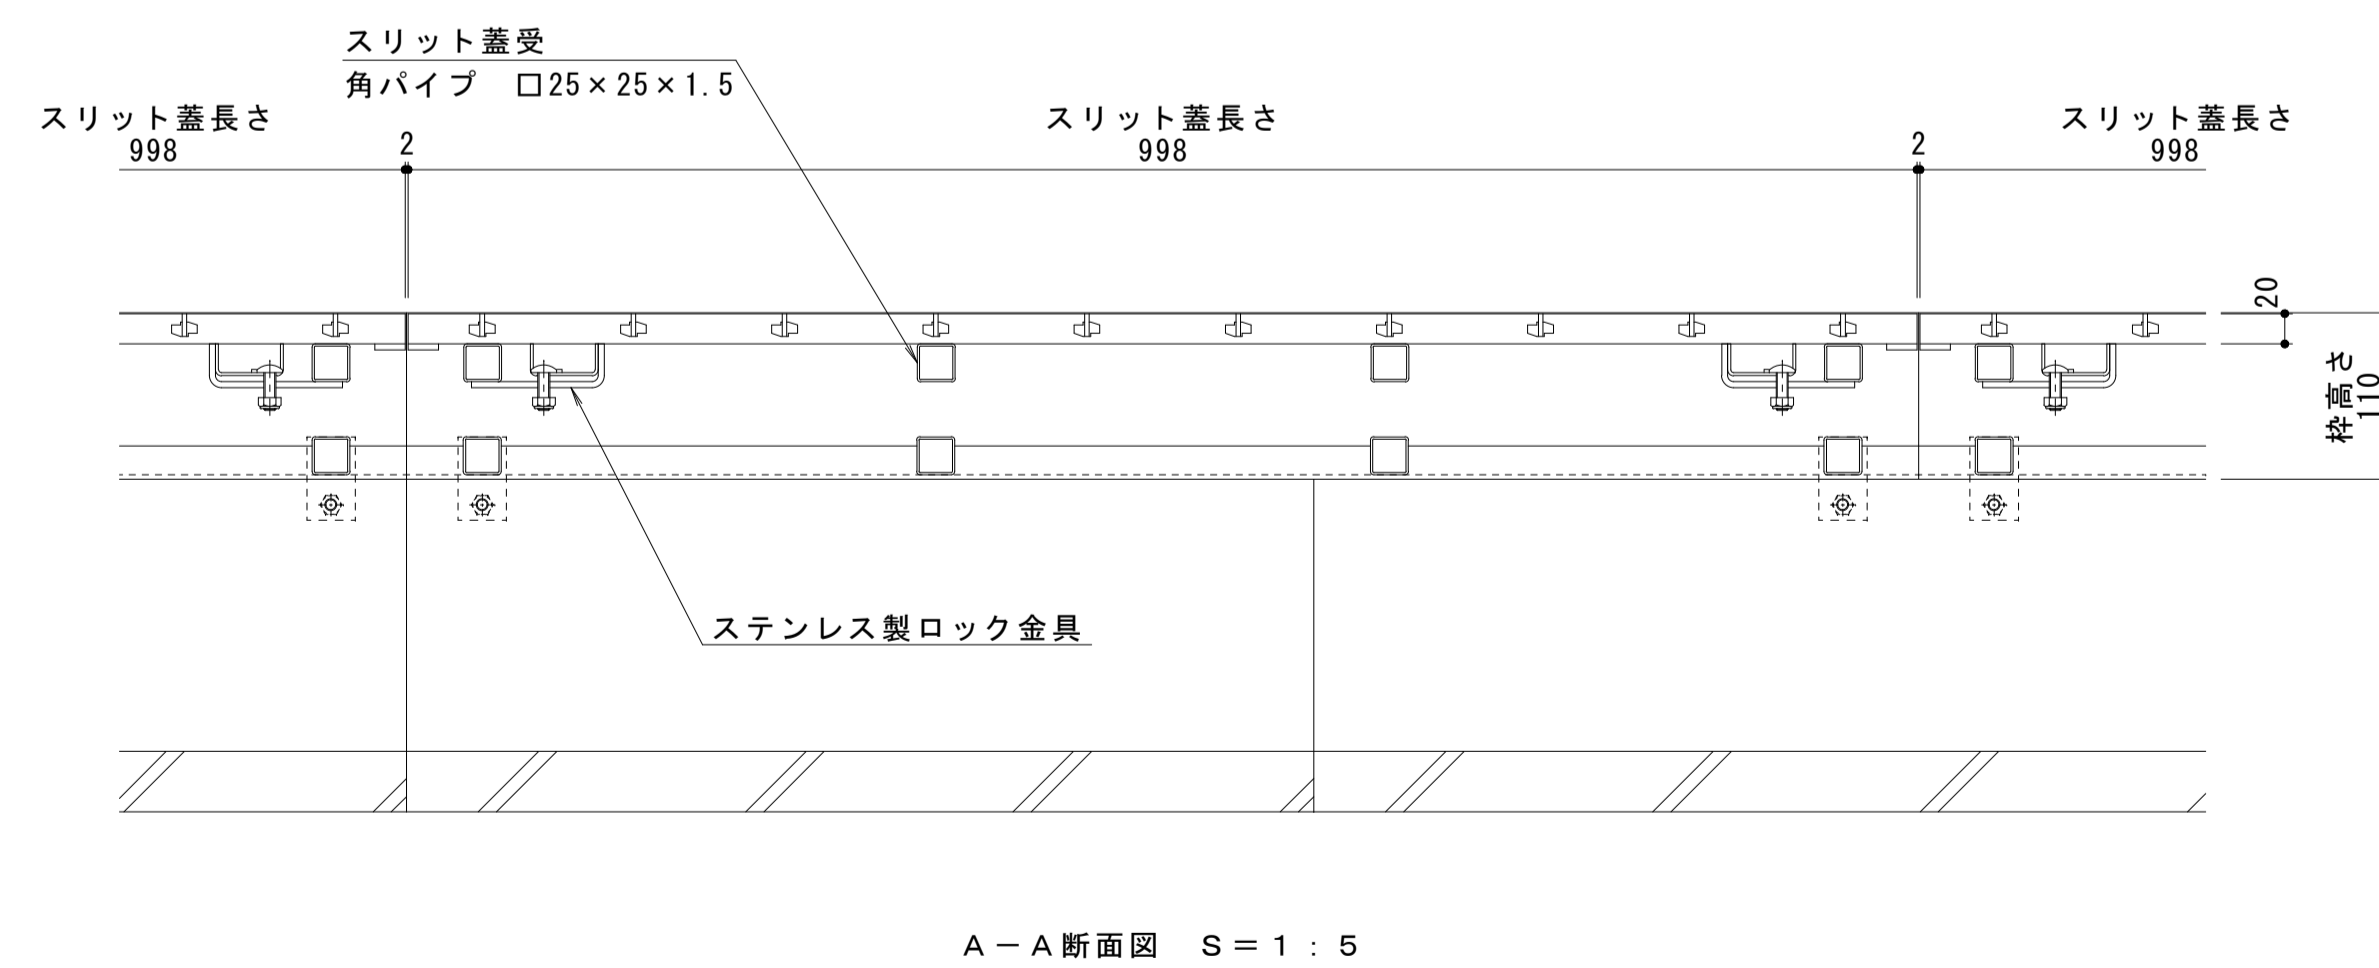 スリット蓋受
角パイプ　□25×25×1.5
スリット蓋長さ
998
2
スリット蓋長さ
998
2
スリット蓋長さ
998
20
枠高さ
110
ステンレス製ロック金具
Ａ－Ａ断面図　Ｓ＝１：５